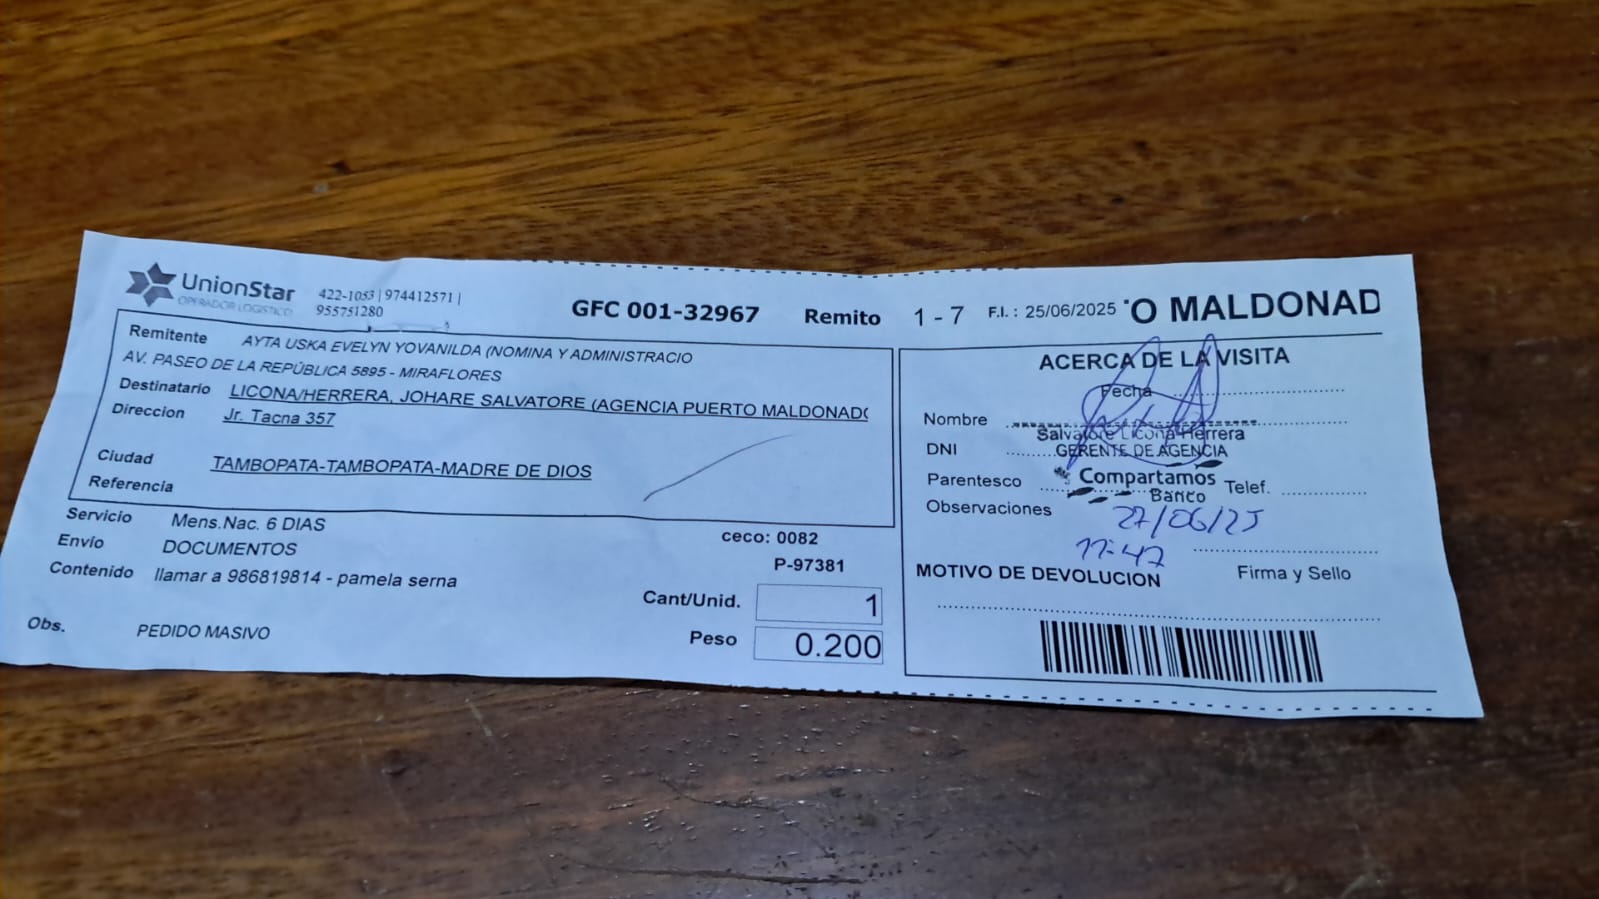 UnionStar
OPERADOR LOGISTICO
422-1053 | 974412571 |
955751280
GFC 001-32967
Remito 1 - 7
F.I. : 25/06/2025
O MALDONAD
Remitente AYTA USKA EVELYN YOVANILDA (NOMINA Y ADMINISTRACIO
AV. PASEO DE LA REPÚBLICA 5895 - MIRAFLORES
Destinatario LICONA/HERRERA, JOHARE SALVATORE (AGENCIA PUERTO MALDONADO
Direccion Jr. Tacna 357
Ciudad TAMBOPATA-TAMBOPATA-MADRE DE DIOS
Referencia
Servicio Mens.Nac. 6 DIAS
Envío DOCUMENTOS
Contenido llamar a 986819814 - pamela serna
Obs. PEDIDO MASIVO
ceco: 0082
P-97381
Cant/Unid. 1
Peso 0.200
ACERCA DE LA VISITA
Fecha
Nombre
Salvatore Licona Herrera
DNI GERENTE DE AGENCIA
Parentesco Compartamos Telef.
Banco
Observaciones 27/06/25
11:47
MOTIVO DE DEVOLUCION Firma y Sello